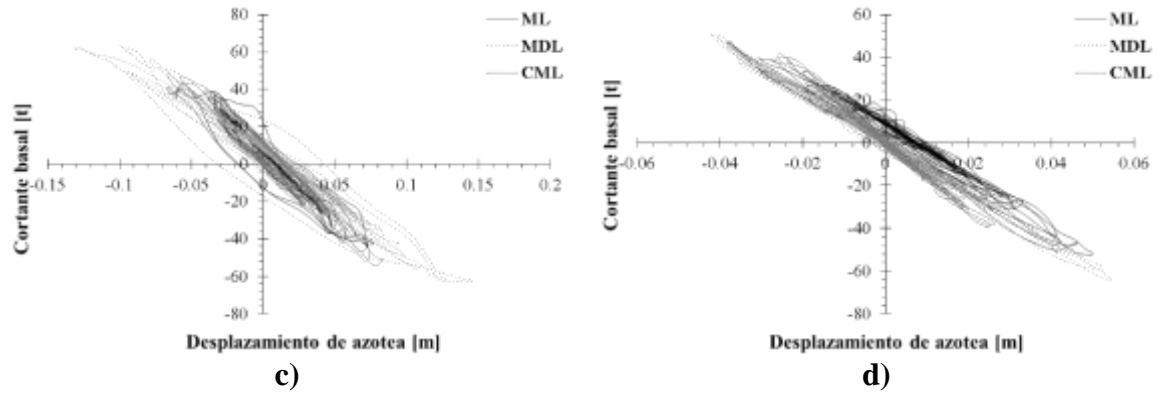 80
60
40
20
0
-20
-40
-60
-80
-0.15
-0.1
-0.05
0
0.05
0.1
0.15
0.2
Cortante basal [t]
Desplazamiento de azotea [m]
ML
MDL
CML
c)
80
60
40
20
0
-20
-40
-60
-80
-0.06
-0.04
-0.02
0
0.02
0.04
0.06
Cortante basal [t]
Desplazamiento de azotea [m]
ML
MDL
CML
d)